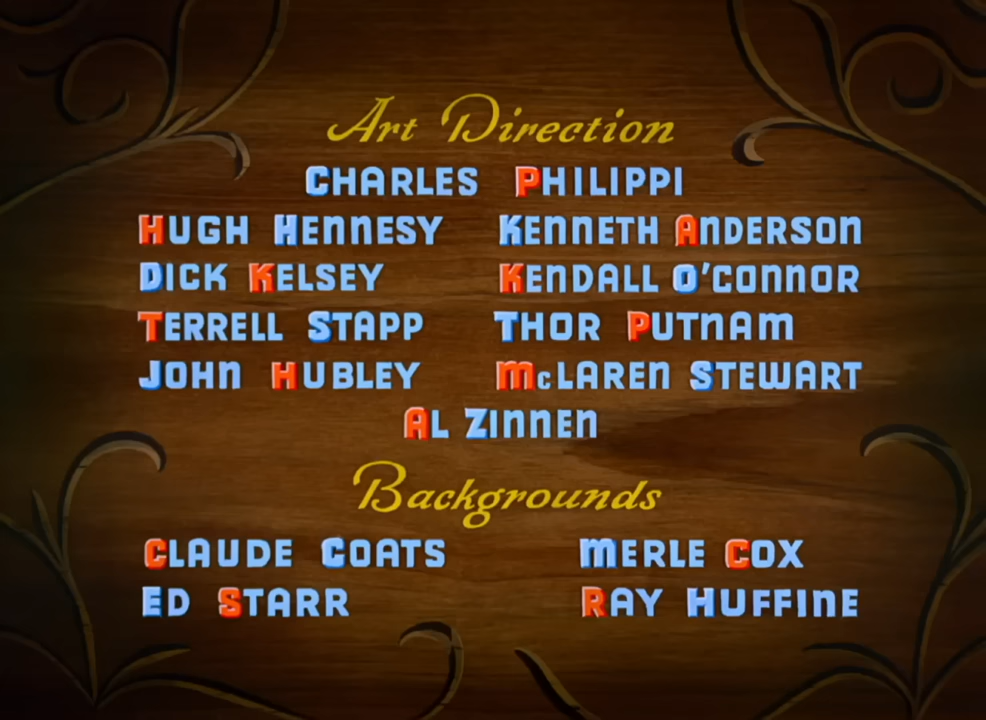 Art Direction
CHARLES PHILIPPI
HUGH HENNESY KENNETH ANDERSON
DICK KELSEY KENDALL O'CONNOR
TERRELL STAPP THOR PUTNAM
JOHN HUBLEY McLAREN STEWART
AL ZINNEN
Backgrounds
CLAUDE COATS MERLE COX
ED STARR RAY HUFFINE